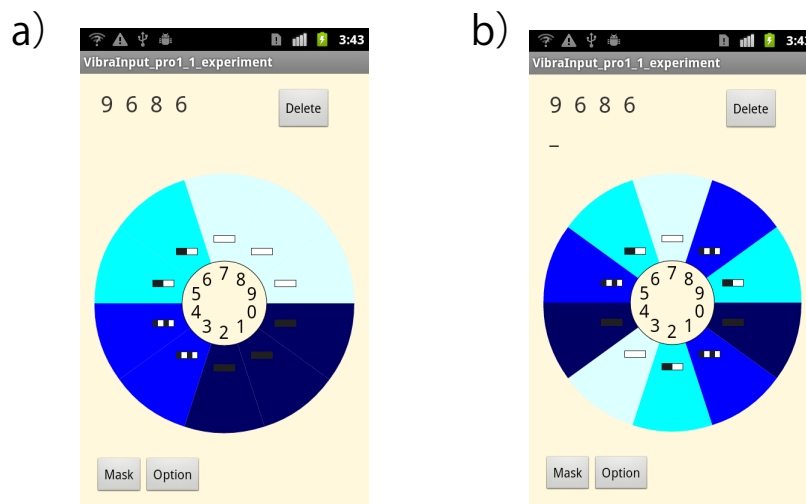 a)
3:43
VibraInput_pro1_1_experiment
9 6 8 6
Delete
7
6 8
5 9
4 0
3 1
2
Mask Option
b)
3:43
VibraInput_pro1_1_experiment
9 6 8 6
Delete
_
7
6 8
5 9
4 0
3 1
2
Mask Option